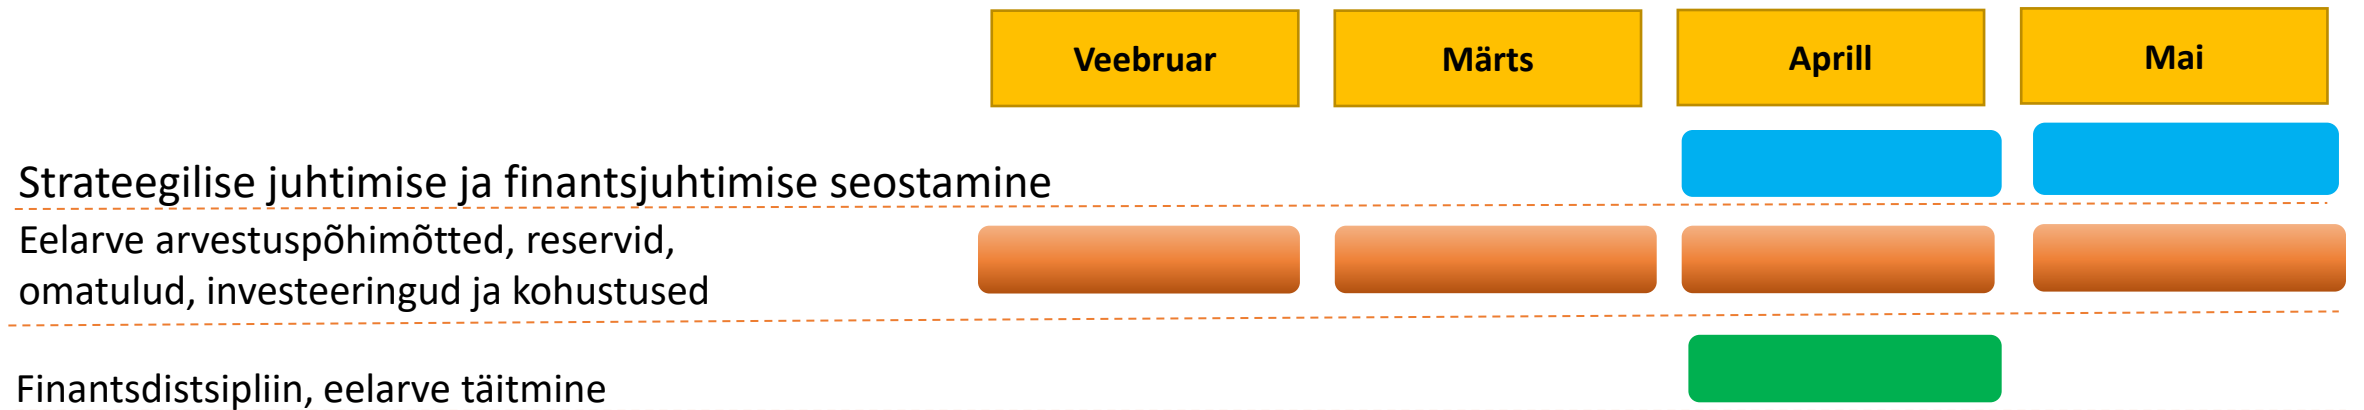 Veebruar
Märts
Aprill
Mai
Strateegilise juhtimise ja finantsjuhtimise seostamine
Eelarve arvestuspõhimõtted, reservid,
omatulud, investeeringud ja kohustused
Finantsdistsipliin, eelarve täitmine